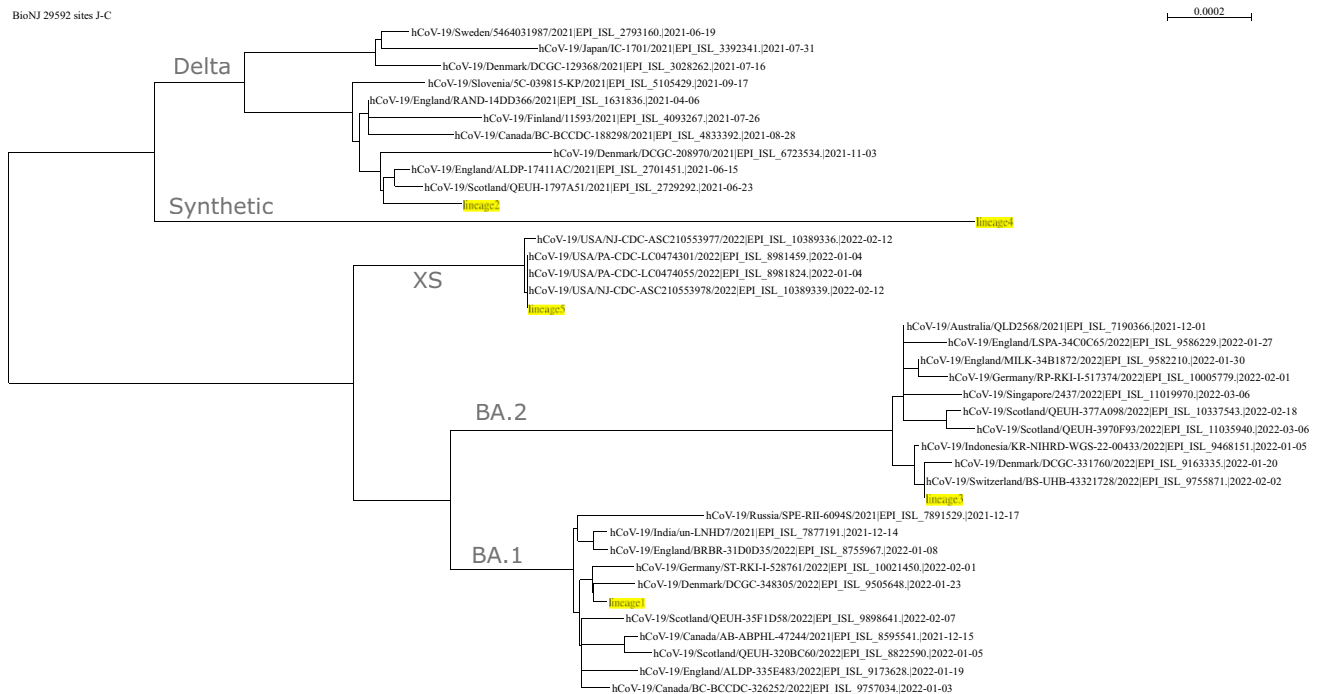 BioNJ 29592 sites J-C
0.0002
hCoV-19/Sweden/5464031987/2021|EPI_ISL_2793160.|2021-06-19
hCoV-19/Japan/IC-1701/2021|EPI_ISL_3392341.|2021-07-31
Delta
hCoV-19/Denmark/DCGC-129368/2021|EPI_ISL_3028262.|2021-07-16
hCoV-19/Slovenia/5C-039815-KP/2021|EPI_ISL_5105429.|2021-09-17
hCoV-19/England/RAND-14DD366/2021|EPI_ISL_1631836.|2021-04-06
hCoV-19/Finland/11593/2021|EPI_ISL_4093267.|2021-07-26
hCoV-19/Canada/BC-BCCDC-188298/2021|EPI_ISL_4833392.|2021-08-28
hCoV-19/Denmark/DCGC-208970/2021|EPI_ISL_6723534.|2021-11-03
hCoV-19/England/ALDP-17411AC/2021|EPI_ISL_2701451.|2021-06-15
hCoV-19/Scotland/QEUH-1797A51/2021|EPI_ISL_2729292.|2021-06-23
lineage2
Synthetic
lineage4
hCoV-19/USA/NJ-CDC-ASC210553977/2022|EPI_ISL_10389336.|2022-02-12
hCoV-19/USA/PA-CDC-LC0474301/2022|EPI_ISL_8981459.|2022-01-04
hCoV-19/USA/PA-CDC-LC0474055/2022|EPI_ISL_8981824.|2022-01-04
XS
hCoV-19/USA/NJ-CDC-ASC210553978/2022|EPI_ISL_10389339.|2022-02-12
lineage5
hCoV-19/Australia/QLD2568/2021|EPI_ISL_7190366.|2021-12-01
hCoV-19/England/LSPA-34C0C65/2022|EPI_ISL_9586229.|2022-01-27
hCoV-19/England/MILK-34B1872/2022|EPI_ISL_9582210.|2022-01-30
hCoV-19/Germany/RP-RKI-I-517374/2022|EPI_ISL_10005779.|2022-02-01
hCoV-19/Singapore/2437/2022|EPI_ISL_11019970.|2022-03-06
BA.2
hCoV-19/Scotland/QEUH-377A098/2022|EPI_ISL_10337543.|2022-02-18
hCoV-19/Scotland/QEUH-3970F93/2022|EPI_ISL_11035940.|2022-03-06
hCoV-19/Indonesia/KR-NIHRD-WGS-22-00433/2022|EPI_ISL_9468151.|2022-01-05
hCoV-19/Denmark/DCGC-331760/2022|EPI_ISL_9163335.|2022-01-20
hCoV-19/Switzerland/BS-UHB-43321728/2022|EPI_ISL_9755871.|2022-02-02
lineage3
hCoV-19/Russia/SPE-RII-6094S/2021|EPI_ISL_7891529.|2021-12-17
hCoV-19/India/un-LNHD7/2021|EPI_ISL_7877191.|2021-12-14
hCoV-19/England/BRBR-31D0D35/2022|EPI_ISL_8755967.|2022-01-08
BA.1
hCoV-19/Germany/ST-RKI-I-528761/2022|EPI_ISL_10021450.|2022-02-01
hCoV-19/Denmark/DCGC-348305/2022|EPI_ISL_9505648.|2022-01-23
lineage1
hCoV-19/Scotland/QEUH-35F1D58/2022|EPI_ISL_9898641.|2022-02-07
hCoV-19/Canada/AB-ABPHL-47244/2021|EPI_ISL_8595541.|2021-12-15
hCoV-19/Scotland/QEUH-320BC60/2022|EPI_ISL_8822590.|2022-01-05
hCoV-19/England/ALDP-335E483/2022|EPI_ISL_9173628.|2022-01-19
hCoV-19/Canada/BC-BCCDC-326252/2022|EPI_ISL_9757034.|2022-01-03